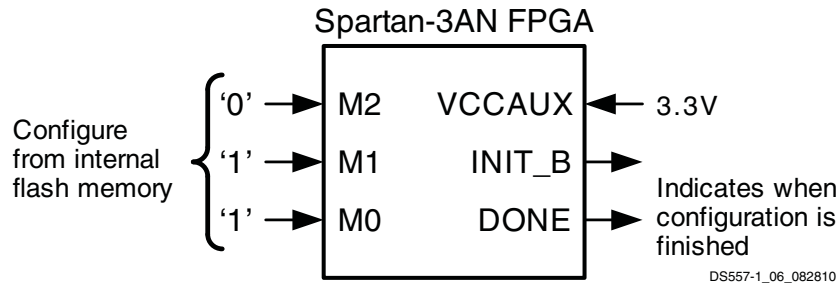 Spartan-3AN FPGA
Configure
from internal
flash memory
‘0’
‘1’
‘1’
M2
M1
M0
VCCAUX
INIT_B
DONE
3.3V
Indicates when
configuration is
finished
DS557-1_06_082810